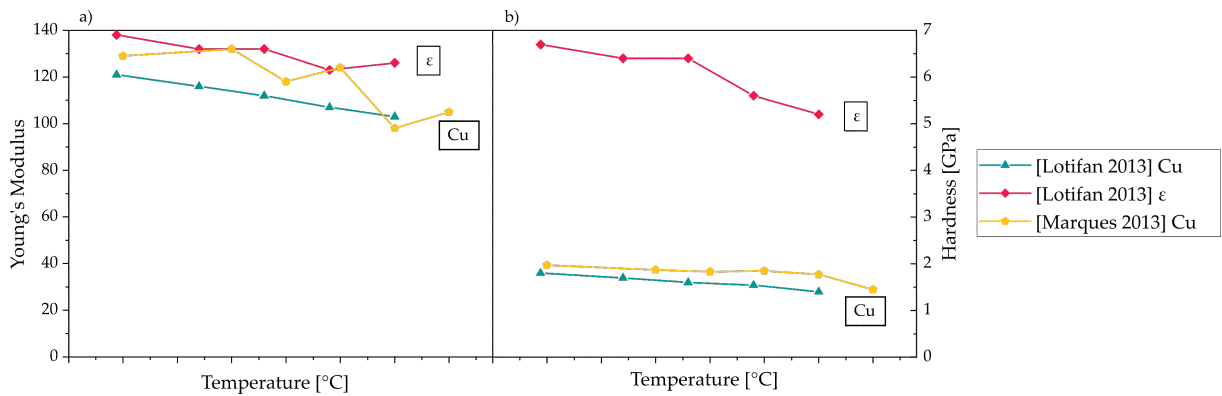 a)
b)
140
120
100
80
60
40
20
0
Young's Modulus
ε
Cu
Temperature [°C]
ε
Cu
Temperature [°C]
7
6
5
4
3
2
1
0
Hardness [GPa]
[Lotifan 2013] Cu
[Lotifan 2013] ε
[Marques 2013] Cu